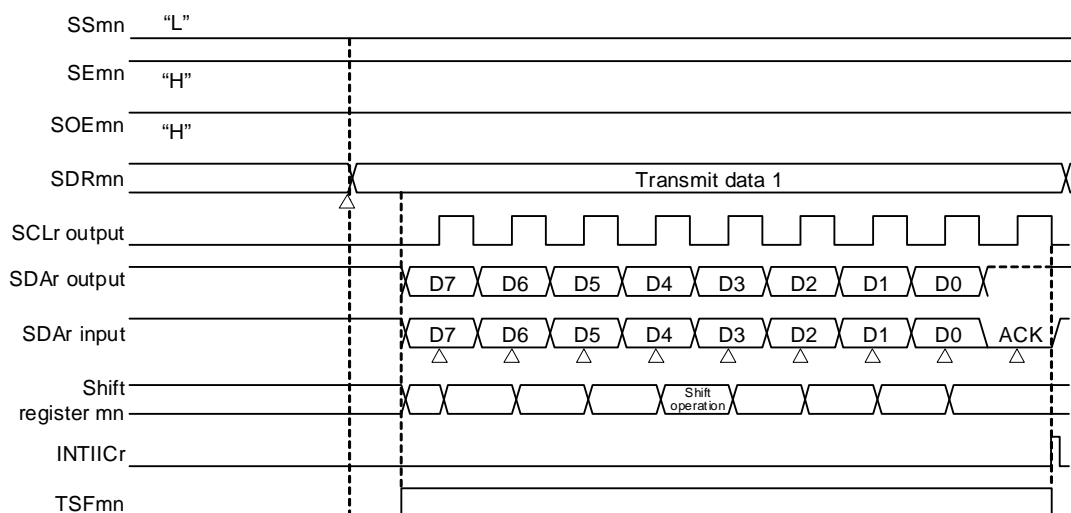 SSmn "L"
SEmn "H"
SOEmn "H"
SDRmn Transmit data 1
SCLr output
SDAr output D7 D6 D5 D4 D3 D2 D1 D0
SDAr input D7 D6 D5 D4 D3 D2 D1 D0 ACK
Shift
register mn
Shift
operation
INTIICr
TSFmn